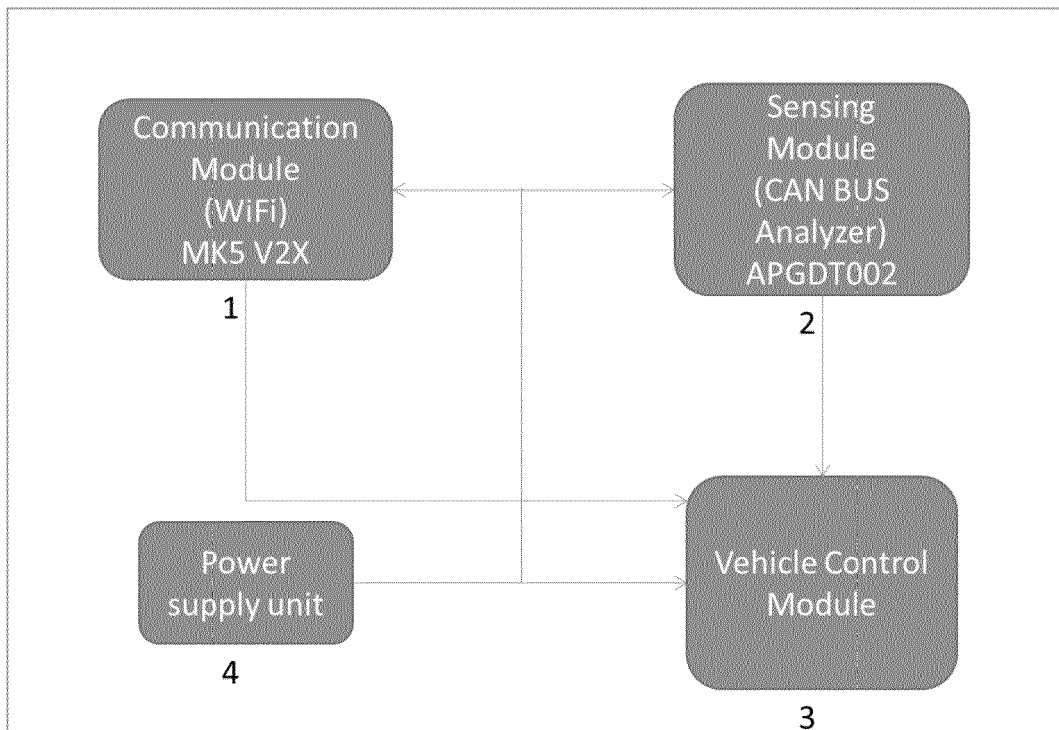 Communication
Module
(WiFi)
MK5 V2X
1
Sensing
Module
(CAN BUS
Analyzer)
APGDT002
2
Power
supply unit
4
Vehicle Control
Module
3